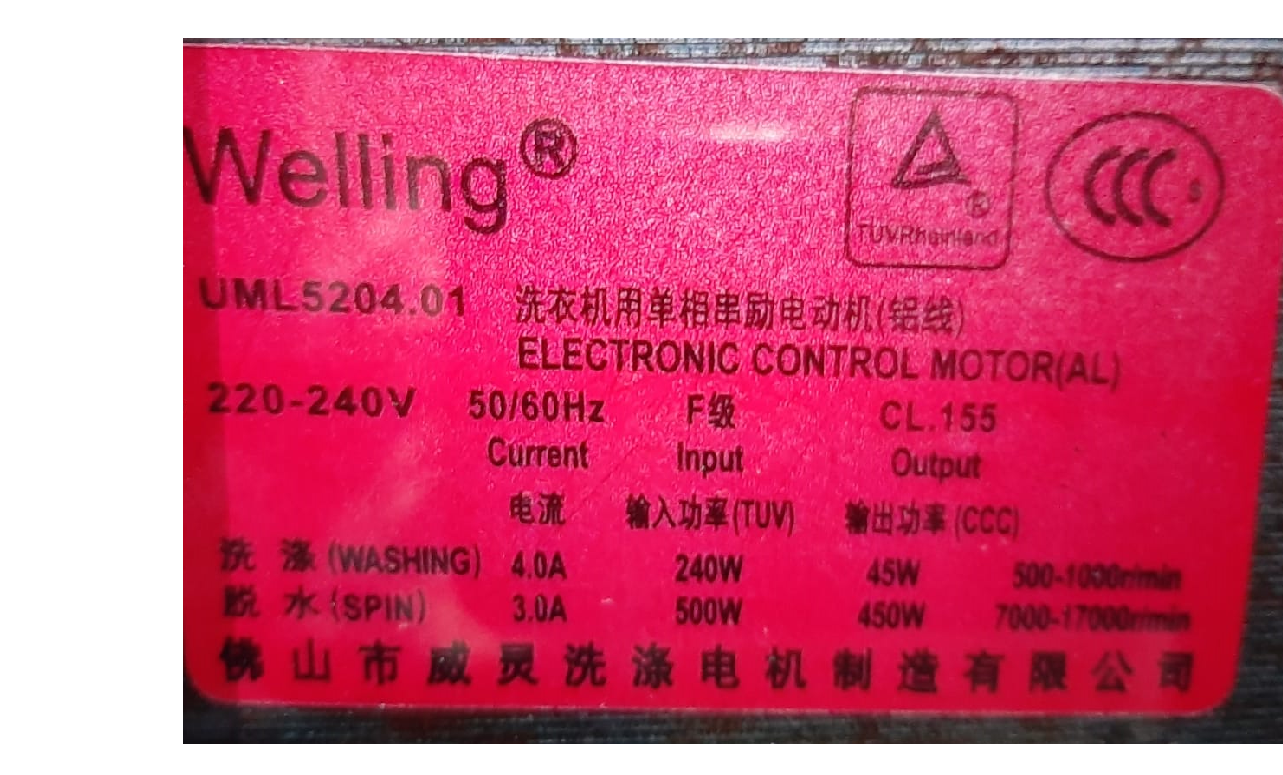 Welling®
TÜVRheinland®
CCC S
UML5204.01 洗衣机用单相串励电动机(铝线)
ELECTRONIC CONTROL MOTOR(AL)
220-240V 50/60Hz F级 CL.155
Current Input Output
电流 输入功率(TUV) 输出功率(CCC)
洗 涤 (WASHING) 4.0A 240W 45W 500-1000r/min
脱 水 (SPIN) 3.0A 500W 450W 7000-17000r/min
佛山市威灵洗涤电机制造有限公司